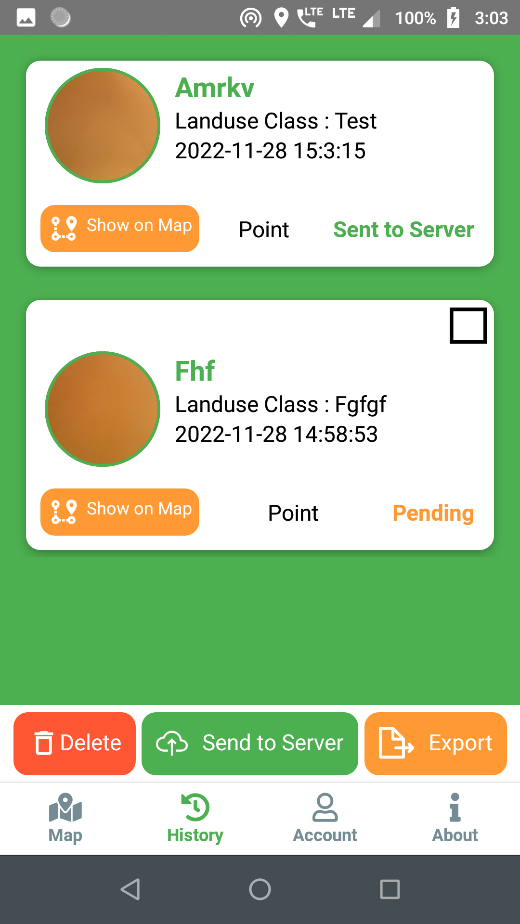 LTE LTE 100% 3:03
Amrkv
Landuse Class : Test
2022-11-28 15:3:15
Show on Map Point Sent to Server
Fhf
Landuse Class : Fgfgf
2022-11-28 14:58:53
Show on Map Point Pending
Delete Send to Server Export
Map History Account About